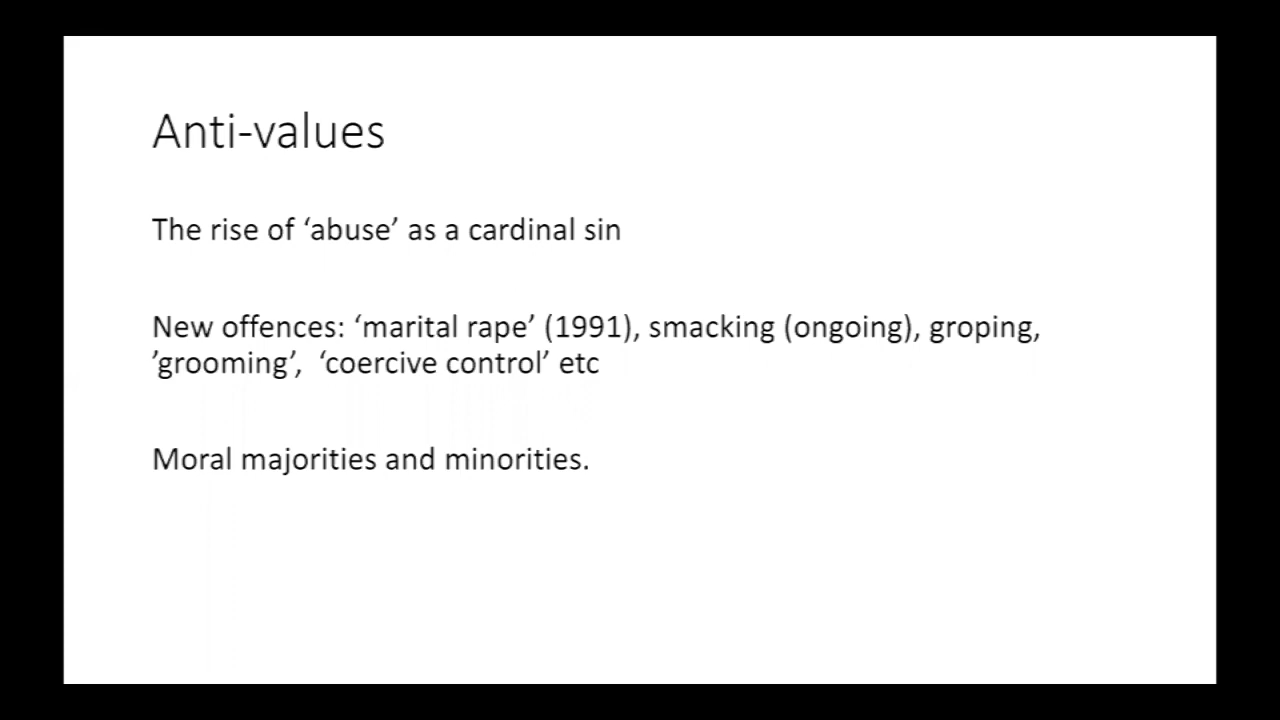 Anti-values
The rise of ‘abuse’ as a cardinal sin
New offences: ‘marital rape’ (1991), smacking (ongoing), groping,
’grooming’,  ‘coercive control’ etc
Moral majorities and minorities.